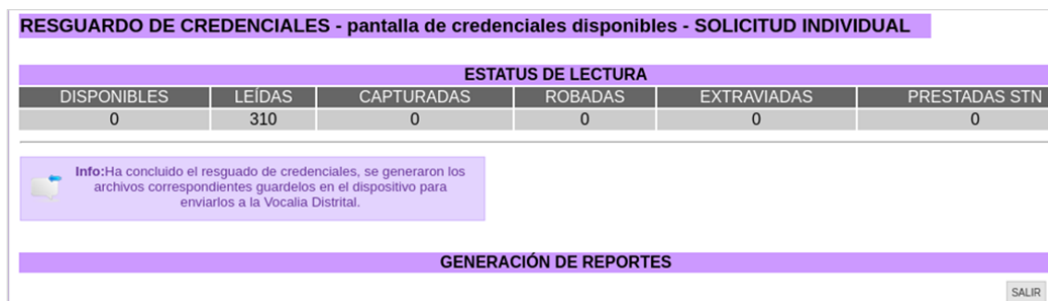 RESGUARDO DE CREDENCIALES - pantalla de credenciales disponibles - SOLICITUD INDIVIDUAL
ESTATUS DE LECTURA
DISPONIBLES LEÍDAS CAPTURADAS ROBADAS EXTRAVIADAS PRESTADAS STN
0 310 0 0 0 0
Info:Ha concluido el resguado de credenciales, se generaron los
archivos correspondientes guardelos en el dispositivo para
enviarlos a la Vocalia Distrital.
GENERACIÓN DE REPORTES
SALIR